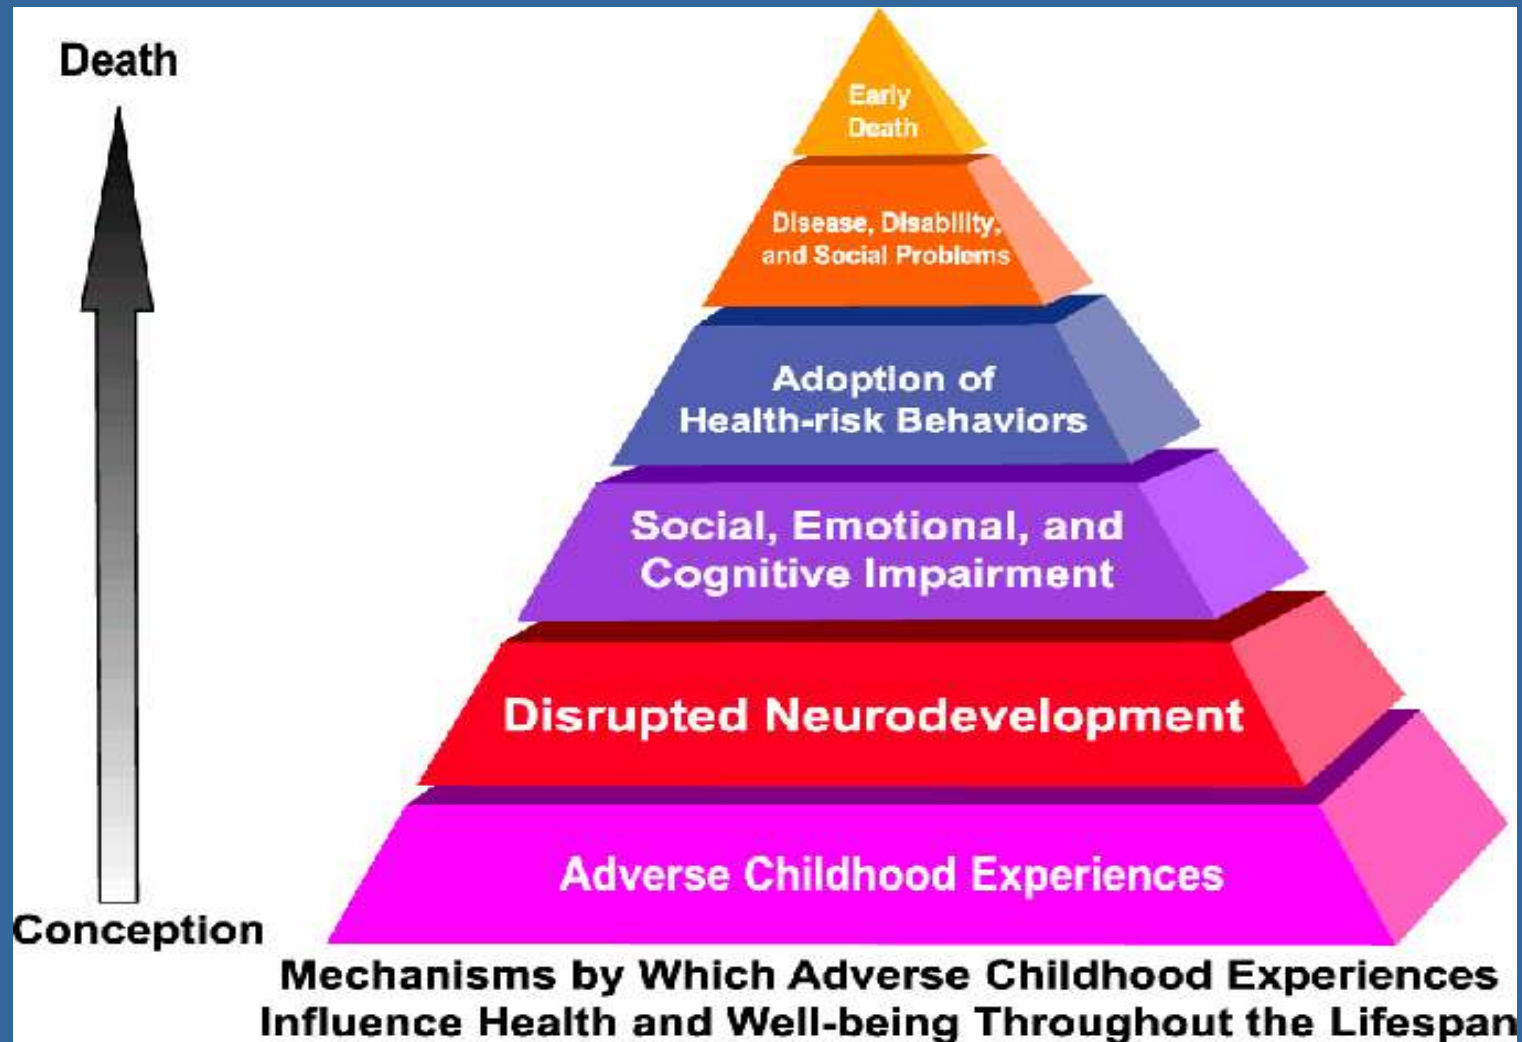 Death
Early
Death
Disease, Disability,
and Social Problems
Adoption of
Health-risk Behaviors
Social, Emotional, and
Cognitive Impairment
Disrupted Neurodevelopment
Adverse Childhood Experiences
Conception
Mechanisms by Which Adverse Childhood Experiences
Influence Health and Well-being Throughout the Lifespan